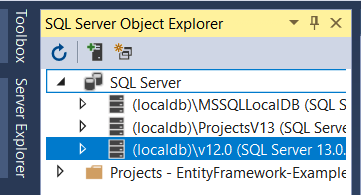 SQL Server Object Explorer
Toolbox
Server Explorer
SQL Server
(localdb)\MSSQLLocalDB (SQL S
(localdb)\ProjectsV13 (SQL Serve
(localdb)\v12.0 (SQL Server 13.0.
Projects - EntityFramework-Example